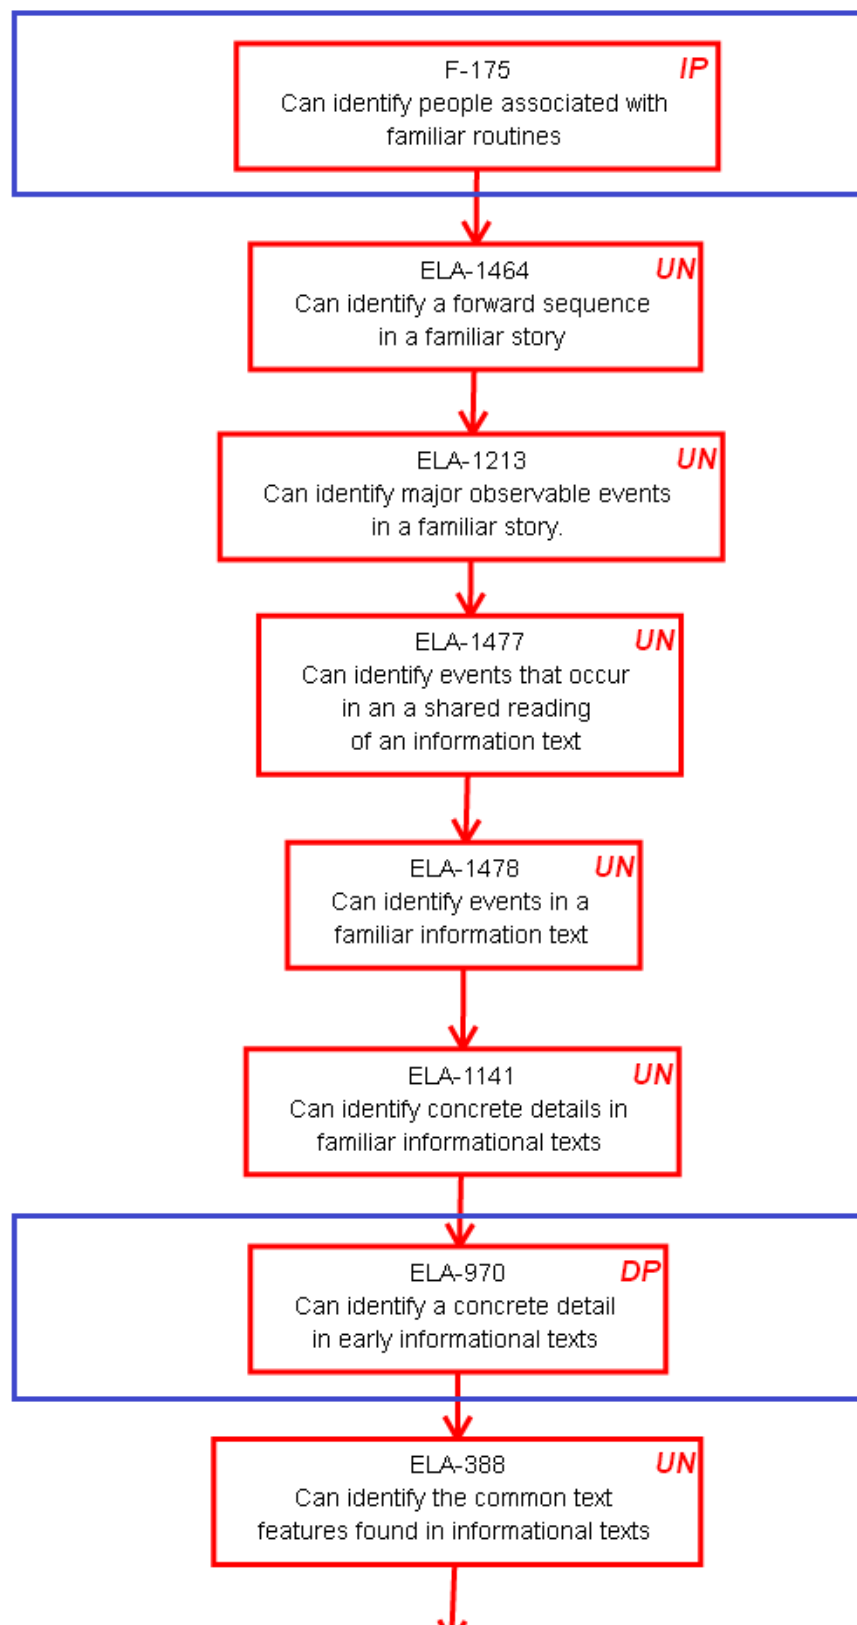 F-175 IP
Can identify people associated with
familiar routines
ELA-1464 UN
Can identify a forward sequence
in a familiar story
ELA-1213 UN
Can identify major observable events
in a familiar story.
ELA-1477 UN
Can identify events that occur
in an a shared reading
of an information text
ELA-1478 UN
Can identify events in a
familiar information text
ELA-1141 UN
Can identify concrete details in
familiar informational texts
ELA-970 DP
Can identify a concrete detail
in early informational texts
ELA-388 UN
Can identify the common text
features found in informational texts